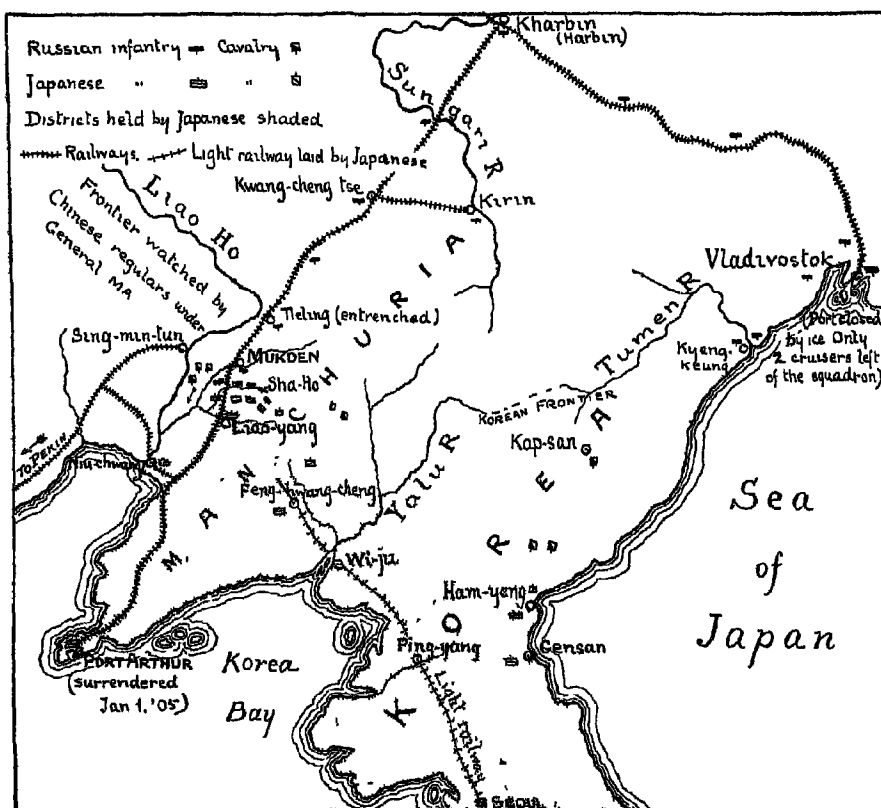 Russian infantry Cavalry
Japanese " "
Districts held by Japanese shaded
Railways. Light railway laid by Japanese
Kharbin
(Harbin)
Sungari R
Kwang-cheng tse
Kirin
Liao Ho
Frontier watched by
Chinese regulars under
General MA
Vladivostok
(Port closed
by ice Only
2 cruisers left
of the squadron)
Tieling (entrenched)
Sing-min-tun
MUKDEN
Sha-Ho
Liao-yang
MANCHURIA
Tumen R
Kyeng-
keung
KOREAN FRONTIER
Kap-san
TO PEKIN
Niu-chwang
Feng-hwang-cheng
Yalu R
Sea
of
Japan
Wi-ju
KOREA
Ham-yeng
Ping-yang
Gensan
PORT ARTHUR
(surrendered
Jan 1, '05)
Korea
Bay
Light railway
SEOUL